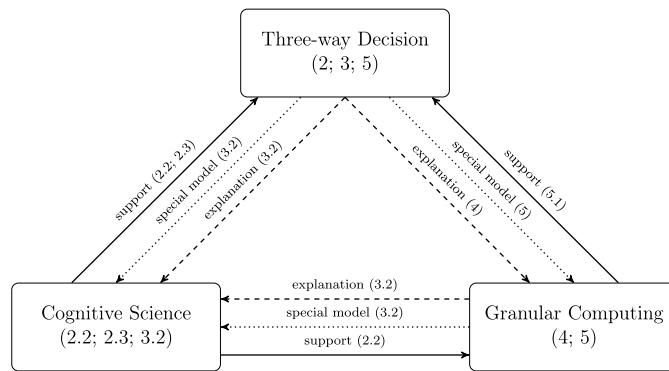 Three-way Decision
(2; 3; 5)
support (2.2; 2.3)
special model (3.2)
explanation (3.2)
explanation (4)
special model (5)
support (5.1)
Cognitive Science
(2.2; 2.3; 3.2)
explanation (3.2)
special model (3.2)
support (2.2)
Granular Computing
(4; 5)